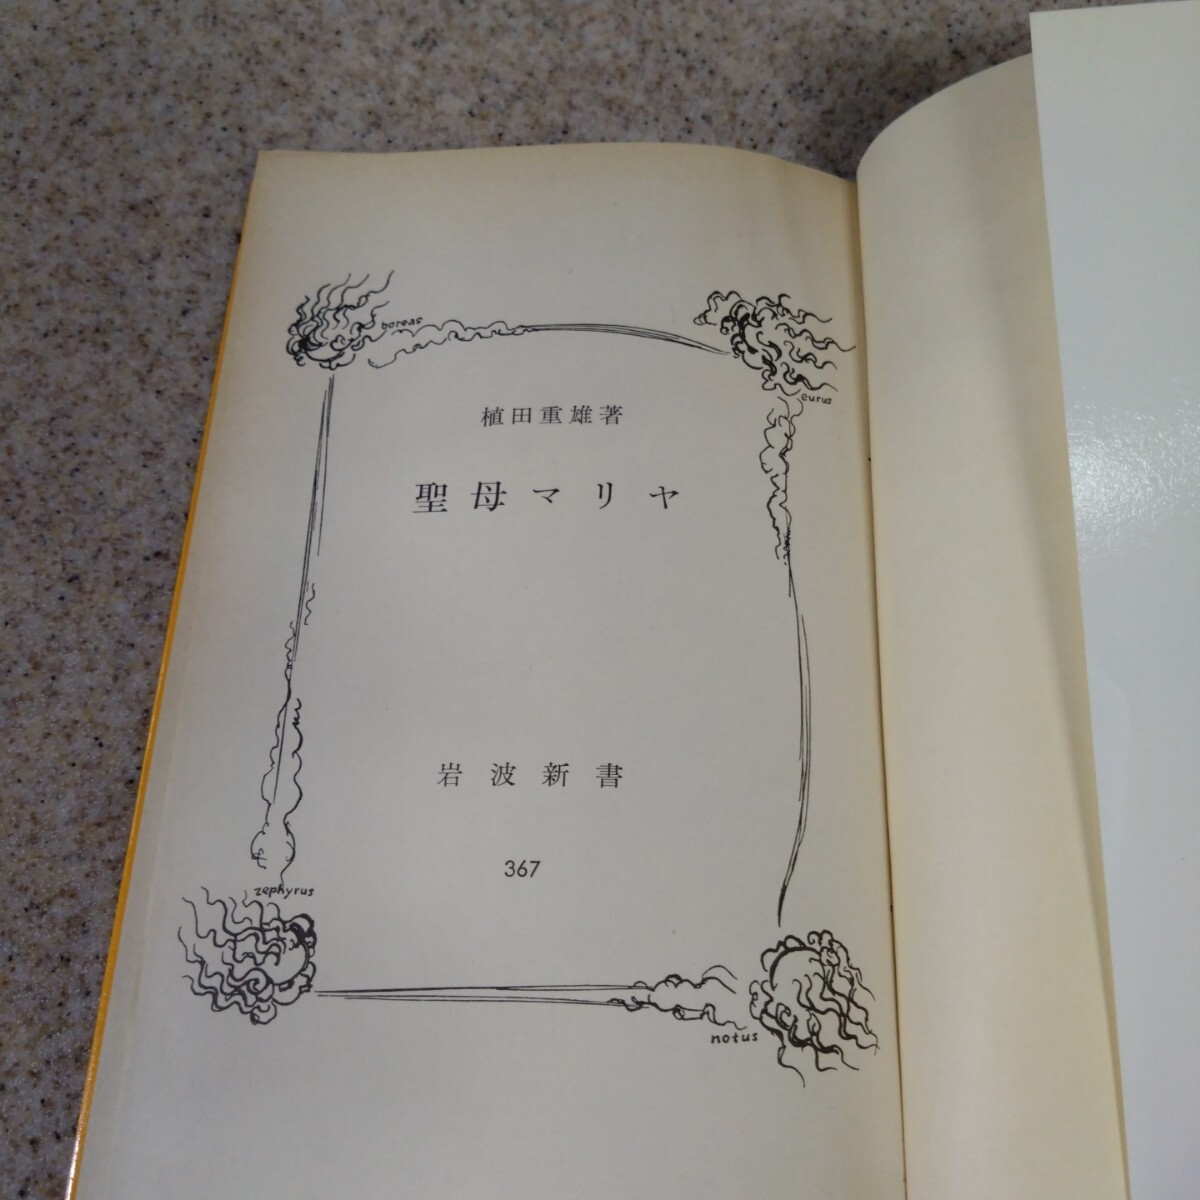 boreas
eurus
植田重雄著
聖母マリヤ
岩波新書
367
zephyrus
notus